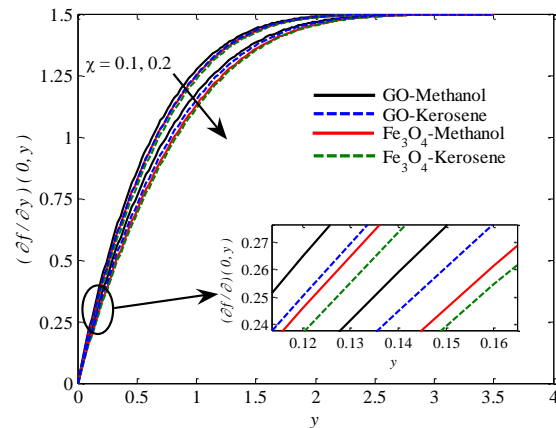 1.5
1.25
1
0.75
0.5
0.25
0
0 0.5 1 1.5 2 2.5 3 3.5 4
y
(∂f/∂y)(0,y)
χ = 0.1, 0.2
GO-Methanol
GO-Kerosene
Fe₃O₄-Methanol
Fe₃O₄-Kerosene
0.27
0.26
0.25
0.24
0.12 0.13 0.14 0.15 0.16
y
(∂f/∂)(0,y)